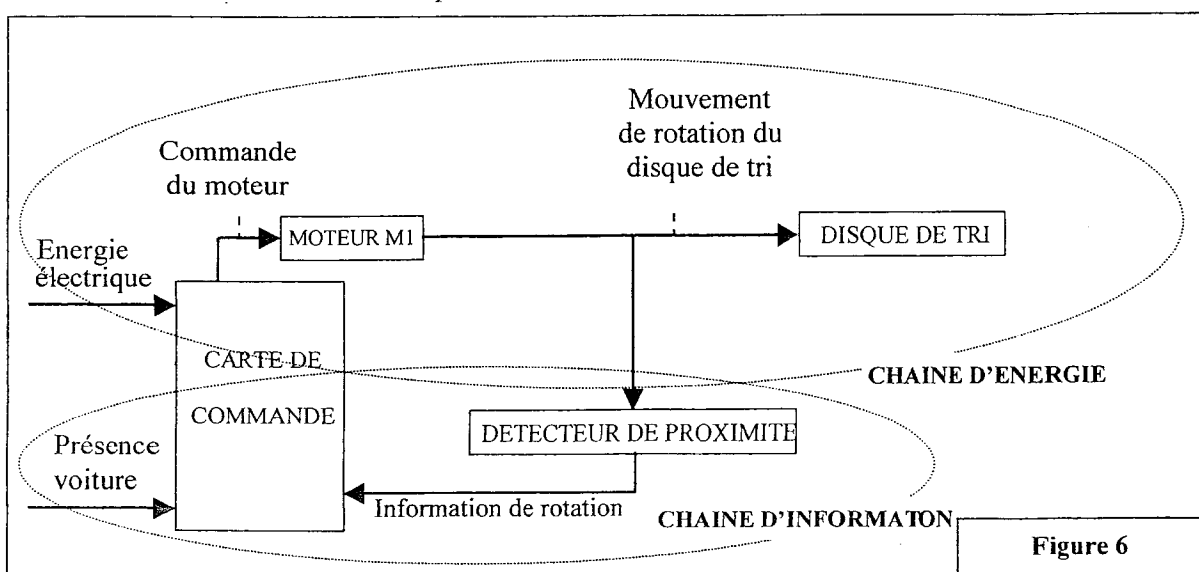 Mouvement
de rotation du
disque de tri
Commande
du moteur
MOTEUR M1
DISQUE DE TRI
Energie
électrique
CARTE DE
COMMANDE
CHAINE D'ENERGIE
DETECTEUR DE PROXIMITE
Présence
voiture
Information de rotation
CHAINE D'INFORMATON
Figure 6